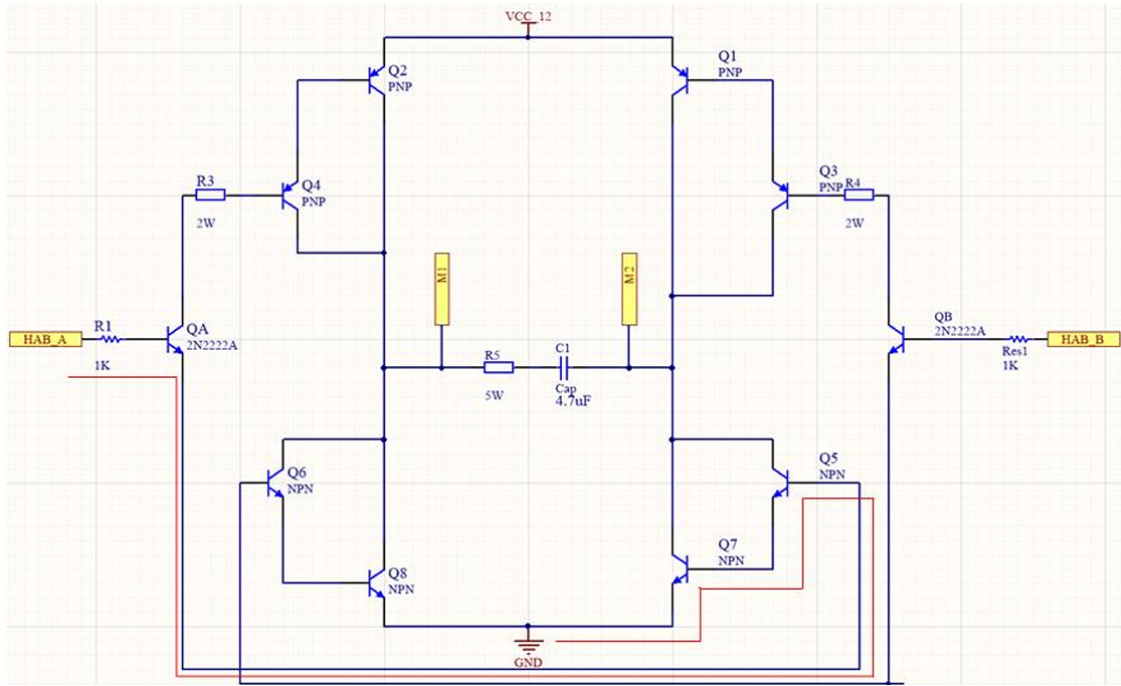 VCC_12
Q2
PNP
Q1
PNP
R3
2W
Q4
PNP
Q3
PNP
R4
2W
M1
M2
HAB_A
R1
1K
QA
2N2222A
QB
2N2222A
Res1
1K
HAB_B
R5
5W
C1
Cap
4.7uF
Q6
NPN
Q5
NPN
Q8
NPN
Q7
NPN
GND